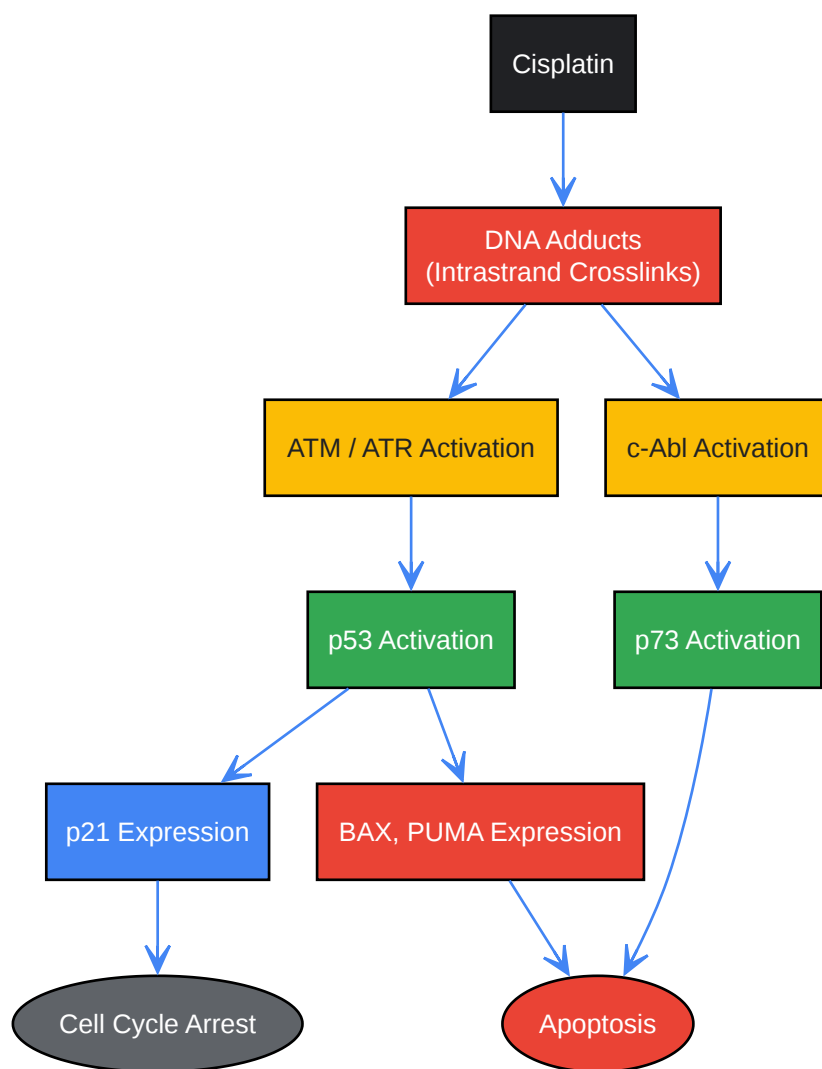 Cisplatin
DNA Adducts
(Intrastrand Crosslinks)
ATM / ATR Activation
c-Abl Activation
p53 Activation
p73 Activation
p21 Expression
BAX, PUMA Expression
Cell Cycle Arrest
Apoptosis